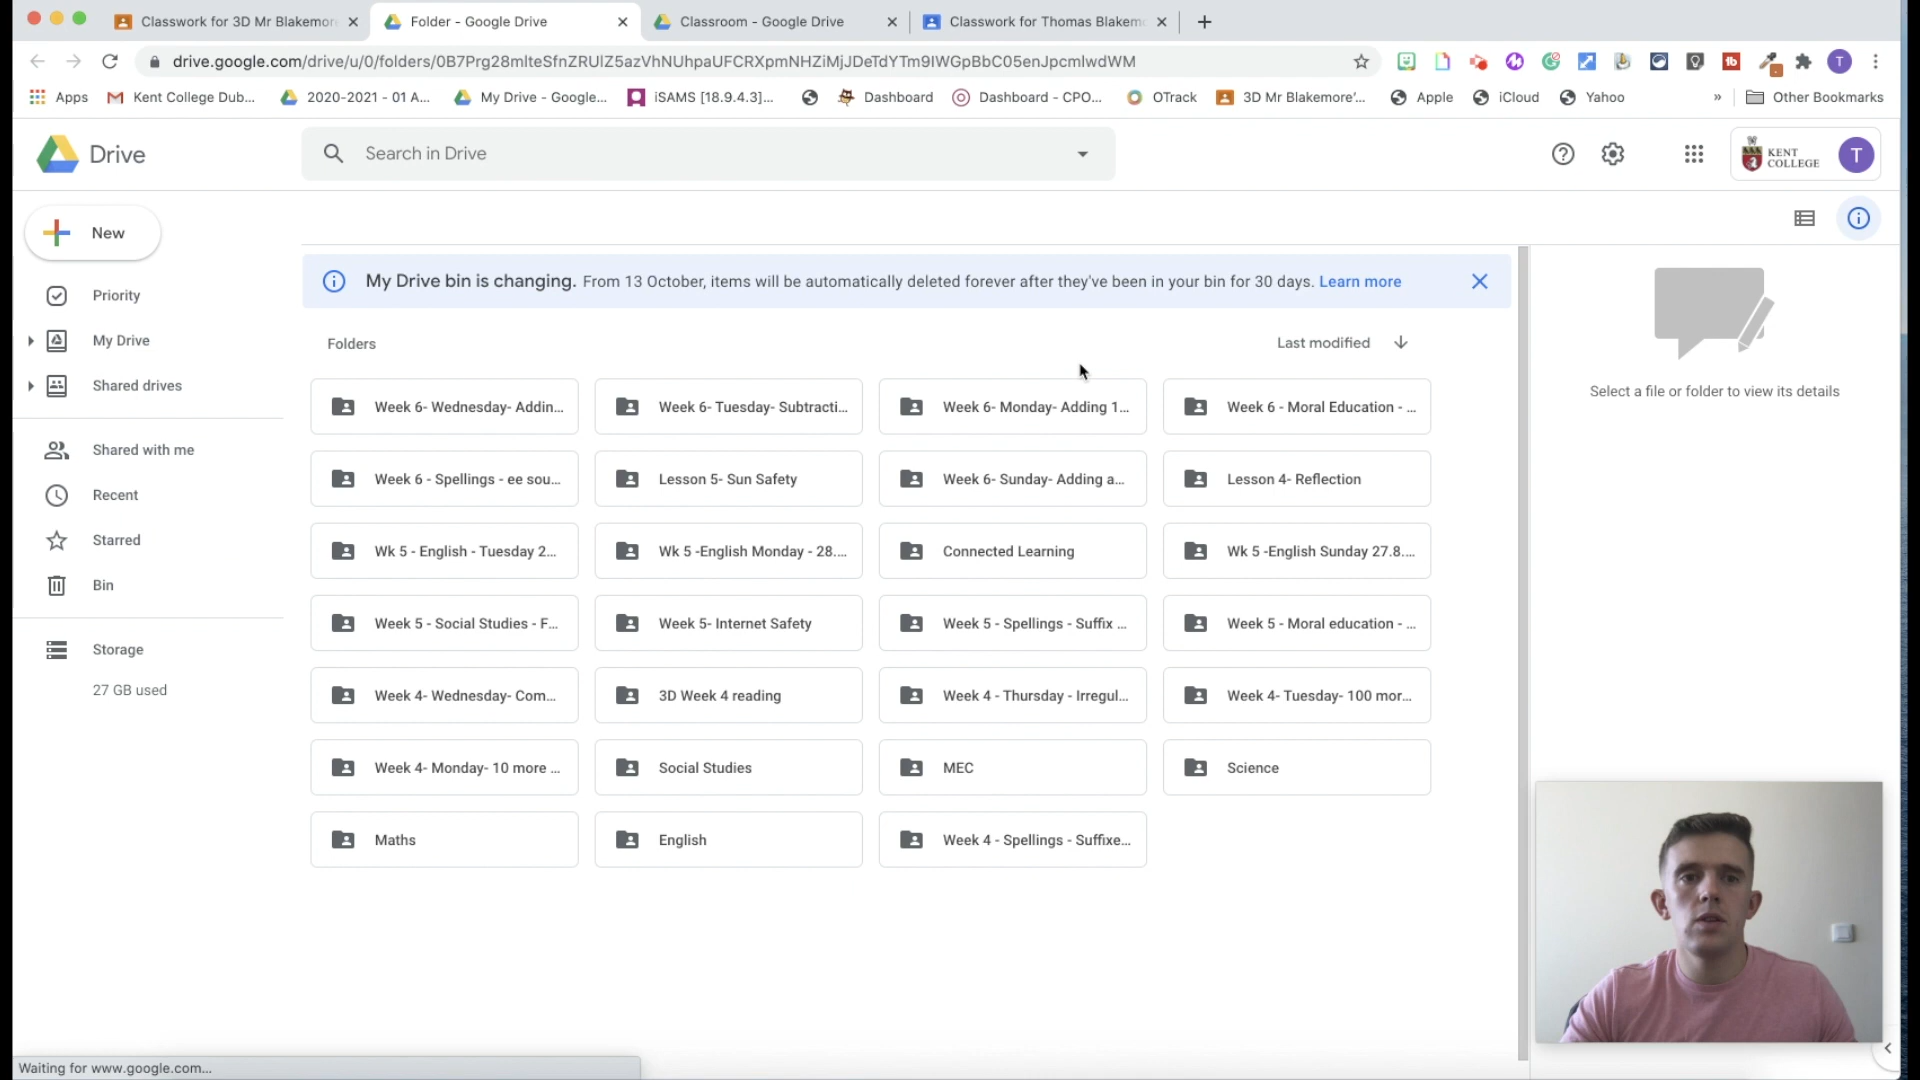 Classwork for 3D Mr Blakemor
Folder - Google Drive
Classroom - Google Drive
Classwork for Thomas Blakem
drive.google.com/drive/u/0/folders/0B7Prg28mlteSfnZRUlZ5azVhNUhpaUFCRXpmNHZiMjJDeTdYTm9IWGpBbC05enJpcmlwdWM
T
Apps
Kent College Dub...
2020-2021 - 01 A...
My Drive - Google...
iSAMS [18.9.4.3]...
Dashboard
Dashboard - CPO...
OTrack
3D Mr Blakemore'...
Apple
iCloud
Yahoo
»
Other Bookmarks
Drive
Search in Drive
KENT
COLLEGE
T
New
My Drive bin is changing. From 13 October, items will be automatically deleted forever after they've been in your bin for 30 days. Learn more
Priority
My Drive
Shared drives
Shared with me
Recent
Starred
Bin
Storage
27 GB used
Folders
Last modified
Week 6- Wednesday- Addin...
Week 6- Tuesday- Subtracti...
Week 6- Monday- Adding 1...
Week 6 - Moral Education - ...
Week 6 - Spellings - ee sou...
Lesson 5- Sun Safety
Week 6- Sunday- Adding a...
Lesson 4- Reflection
Wk 5 - English - Tuesday 2...
Wk 5 -English Monday - 28....
Connected Learning
Wk 5 -English Sunday 27.8....
Week 5 - Social Studies - F...
Week 5- Internet Safety
Week 5 - Spellings - Suffix ...
Week 5 - Moral education - ...
Week 4- Wednesday- Com...
3D Week 4 reading
Week 4 - Thursday - Irregul...
Week 4- Tuesday- 100 mor...
Week 4- Monday- 10 more ...
Social Studies
MEC
Science
Maths
English
Week 4 - Spellings - Suffixe...
Select a file or folder to view its details
Waiting for www.google.com...